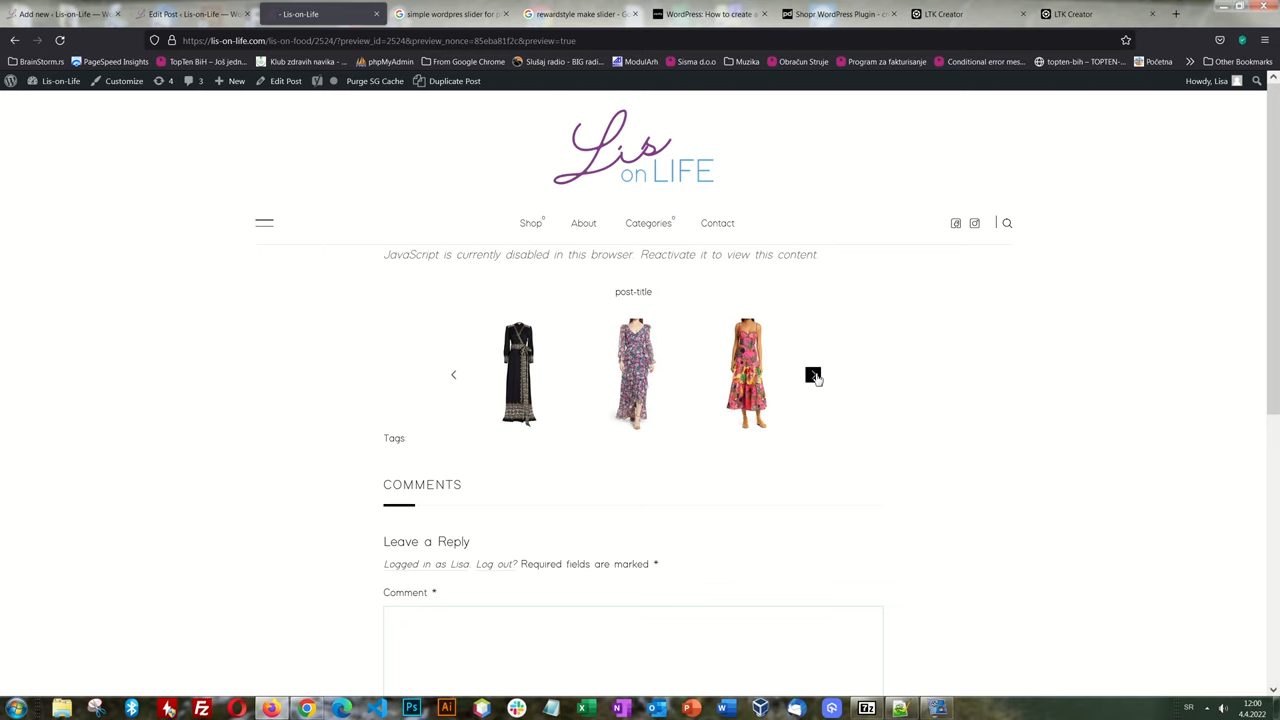 Add new ‹ Lis-on-Life — Wo
Edit Post ‹ Lis-on-Life — Wo
- Lis-on-Life
simple wordpres slider for p
rewardstyle make slider - Go
WordPress: How to create a
Shopr WordPress Plugin - cr
LTK Creator
LTK Creator
https://lis-on-life.com/lis-on-food/2524/?preview_id=2524&preview_nonce=85eba81f2c&preview=true
BrainStorm.rs
PageSpeed Insights
TopTen BiH – Jedno o...
Klub zdravih navika - ...
phpMyAdmin
From Google Chrome
Slušaj radio - BIG radi...
ModulArh
Sisma d.o.o
Muzika
Obračun Struje
Program za fakturisanje
Conditional error mes...
topten-bih – TOPTEN-...
Početna
Other Bookmarks
Lis-on-Life
Customize
4
3
New
Edit Post
Purge SG Cache
Duplicate Post
Howdy, Lisa
Lis
on LIFE
Shop
About
Categories
Contact
JavaScript is currently disabled in this browser. Reactivate it to view this content.
post-title
Tags
COMMENTS
Leave a Reply
Logged in as Lisa. Log out? Required fields are marked *
Comment *
SR
12:00
4.4.2022